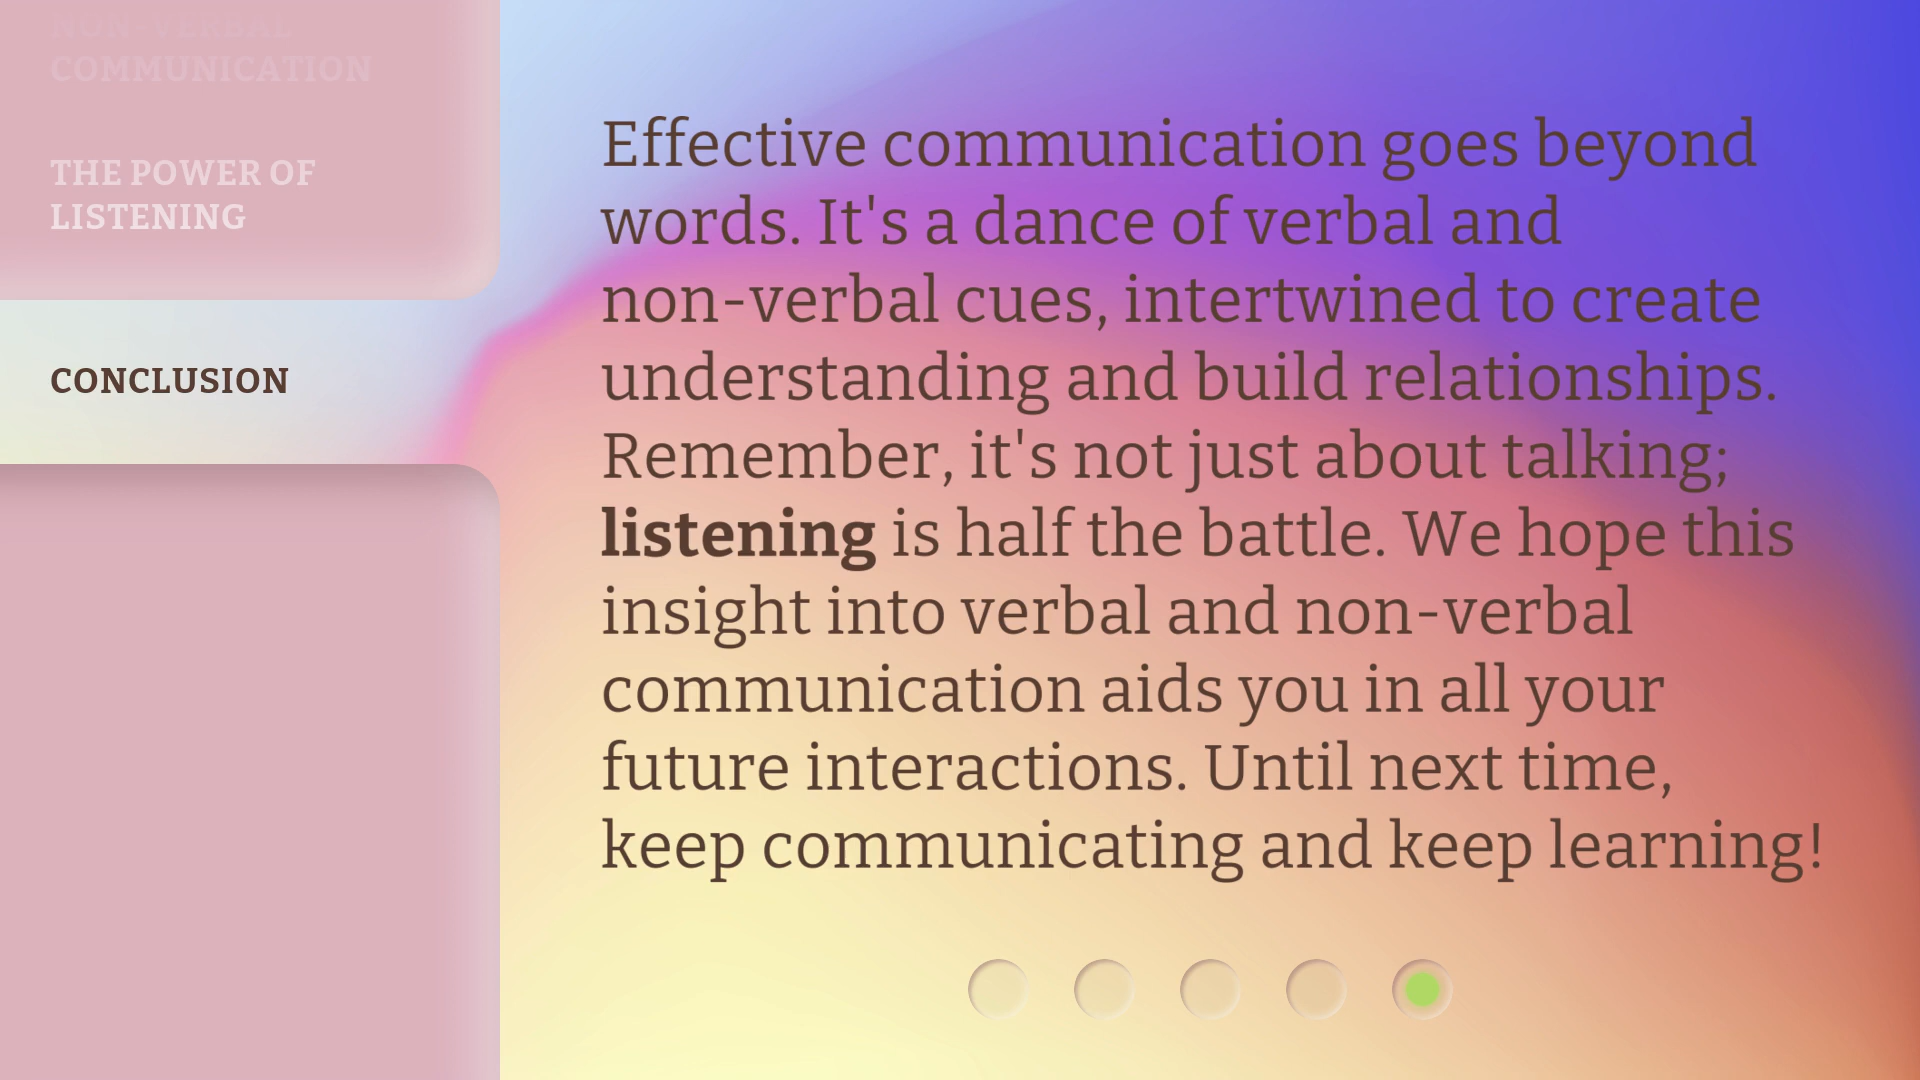 NON-VERBAL
COMMUNICATION
THE POWER OF
LISTENING
CONCLUSION
Effective communication goes beyond
words. It's a dance of verbal and
non-verbal cues, intertwined to create
understanding and build relationships.
Remember, it's not just about talking;
listening is half the battle. We hope this
insight into verbal and non-verbal
communication aids you in all your
future interactions. Until next time,
keep communicating and keep learning!